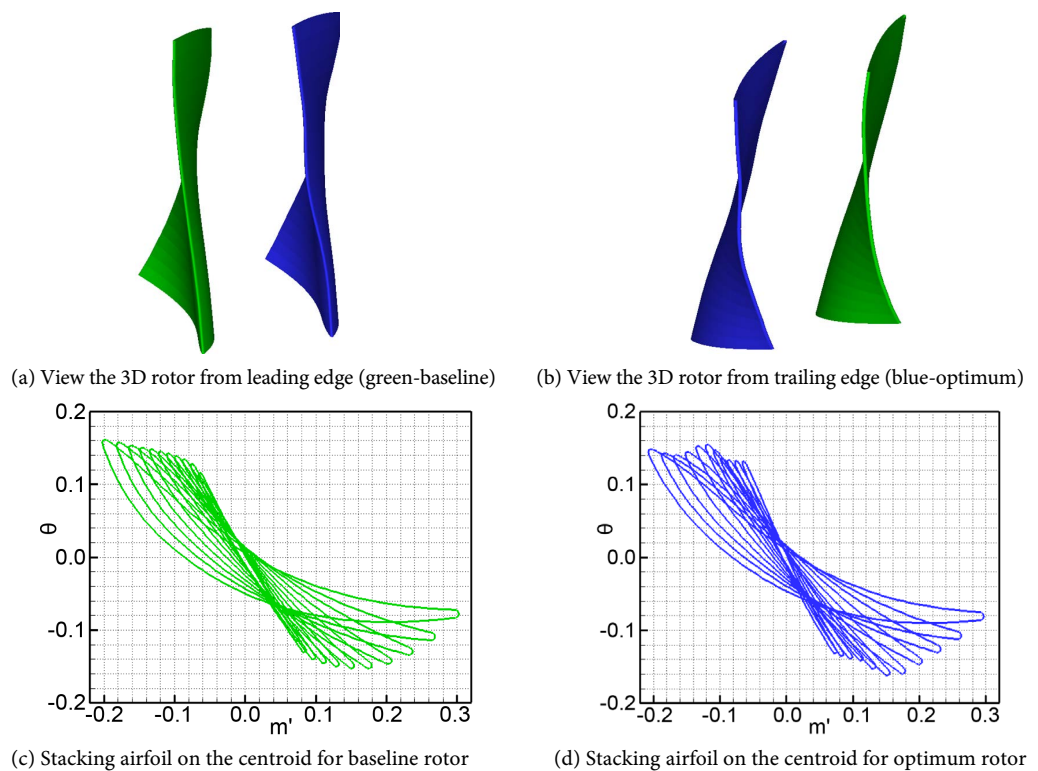 (a) View the 3D rotor from leading edge (green-baseline)
(b) View the 3D rotor from trailing edge (blue-optimum)
0.2
0.1
0.0
-0.1
-0.2
θ
-0.2 -0.1 0.0 0.1 0.2 0.3
m'
0.2
0.1
0.0
-0.1
-0.2
θ
-0.2 -0.1 0.0 0.1 0.2 0.3
m'
(c) Stacking airfoil on the centroid for baseline rotor
(d) Stacking airfoil on the centroid for optimum rotor